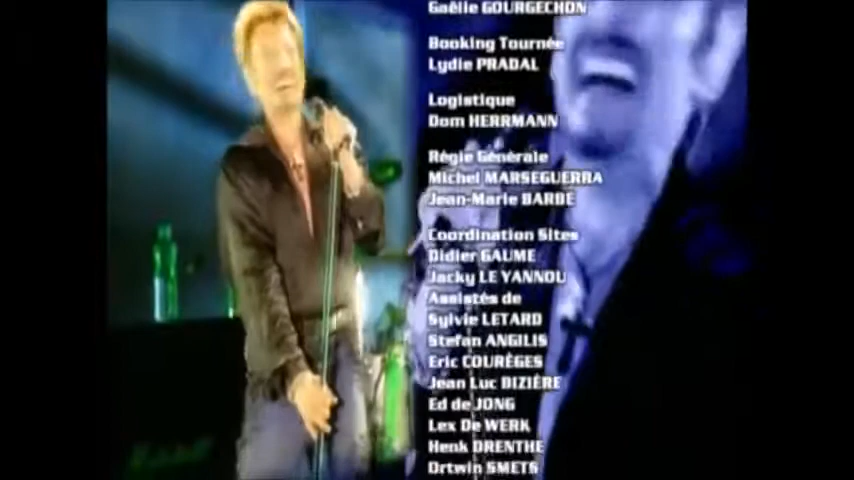 Gaëlle GOURGECHON
Booking Tournée
Lydie PRADAL
Logistique
Dom HERRMANN
Régie Générale
Michel MARSEGUERRA
Jean-Marie BARBE
Coordination Sites
Didier GAUME
Jacky LE YANNOU
Assistés de
Sylvie LETARD
Stefan ANGILIS
Eric COURÈGES
Jean Luc BIZIÈRE
Ed de JONG
Lex De WERK
Henk DRENTHE
Ortwin SMETS